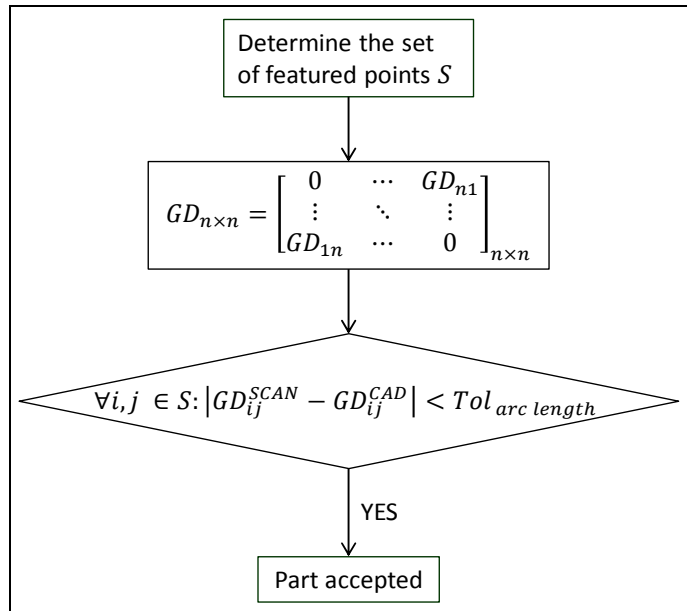 Determine the set
of featured points S
GD_{n×n} = [0 ⋯ GD_{n1}
⋮ ⋱ ⋮
GD_{1n} ⋯ 0]_{n×n}
∀i, j ∈ S: |GD_{ij}^{SCAN} − GD_{ij}^{CAD}| < Tol_{arc length}
YES
Part accepted